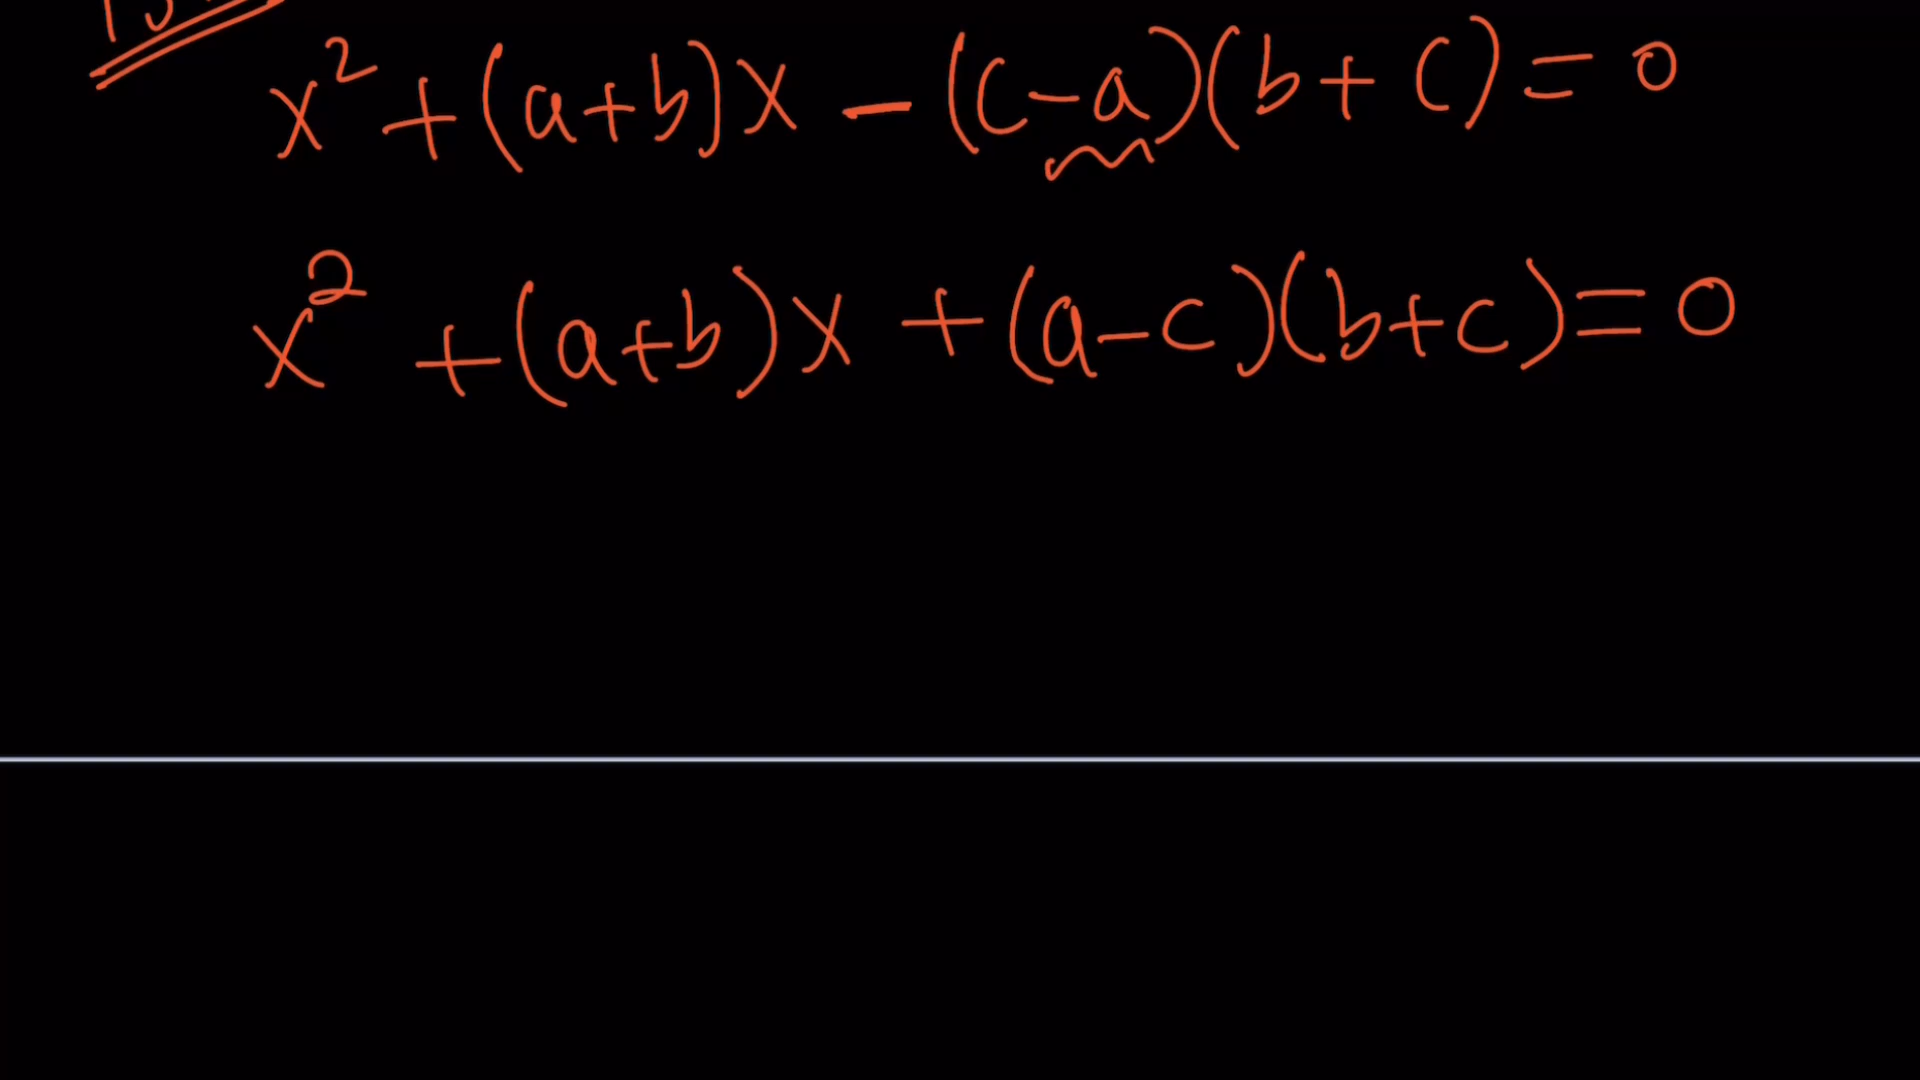 x² + (a+b)x - (c-a)(b+c) = 0
x² + (a+b)x + (a-c)(b+c) = 0